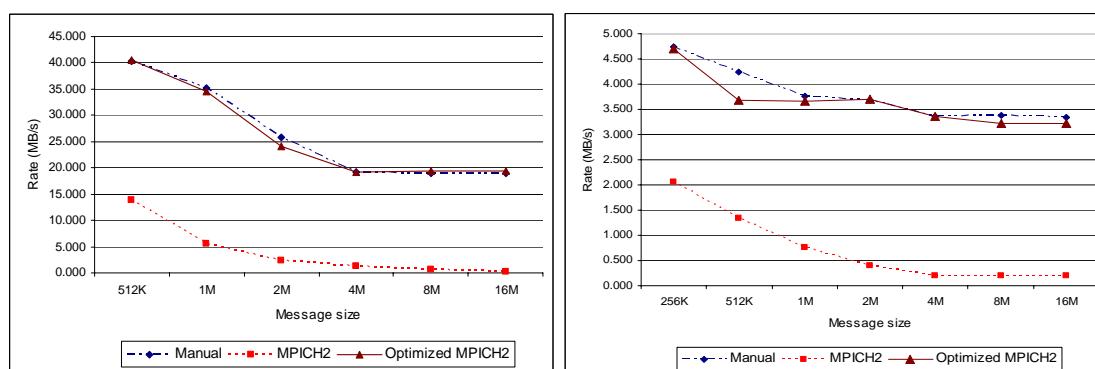 45.000
40.000
35.000
30.000
25.000
20.000
15.000
10.000
5.000
0.000
Rate (MB/s)
512K 1M 2M 4M 8M 16M
Message size
Manual MPICH2 Optimized MPICH2
5.000
4.500
4.000
3.500
3.000
2.500
2.000
1.500
1.000
0.500
0.000
Rate (MB/s)
256K 512K 1M 2M 4M 8M 16M
Message size
Manual MPICH2 Optimized MPICH2